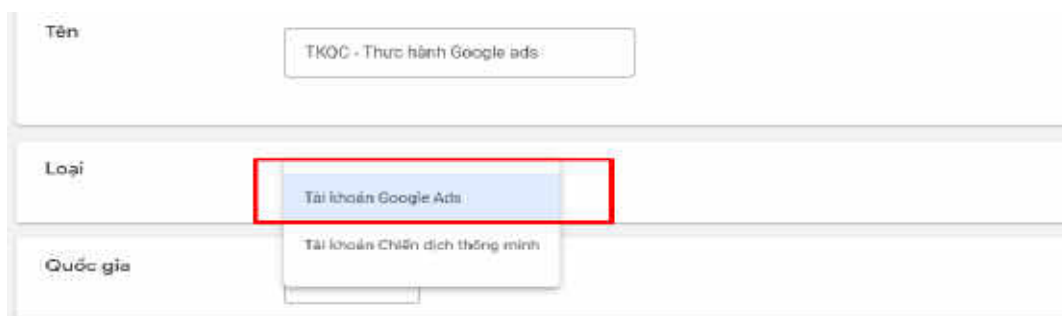 Tên
TKQC - Thực hành Google ads
Loại
Tài khoản Google Ads
Tài khoản Chiến dịch thông minh
Quốc gia